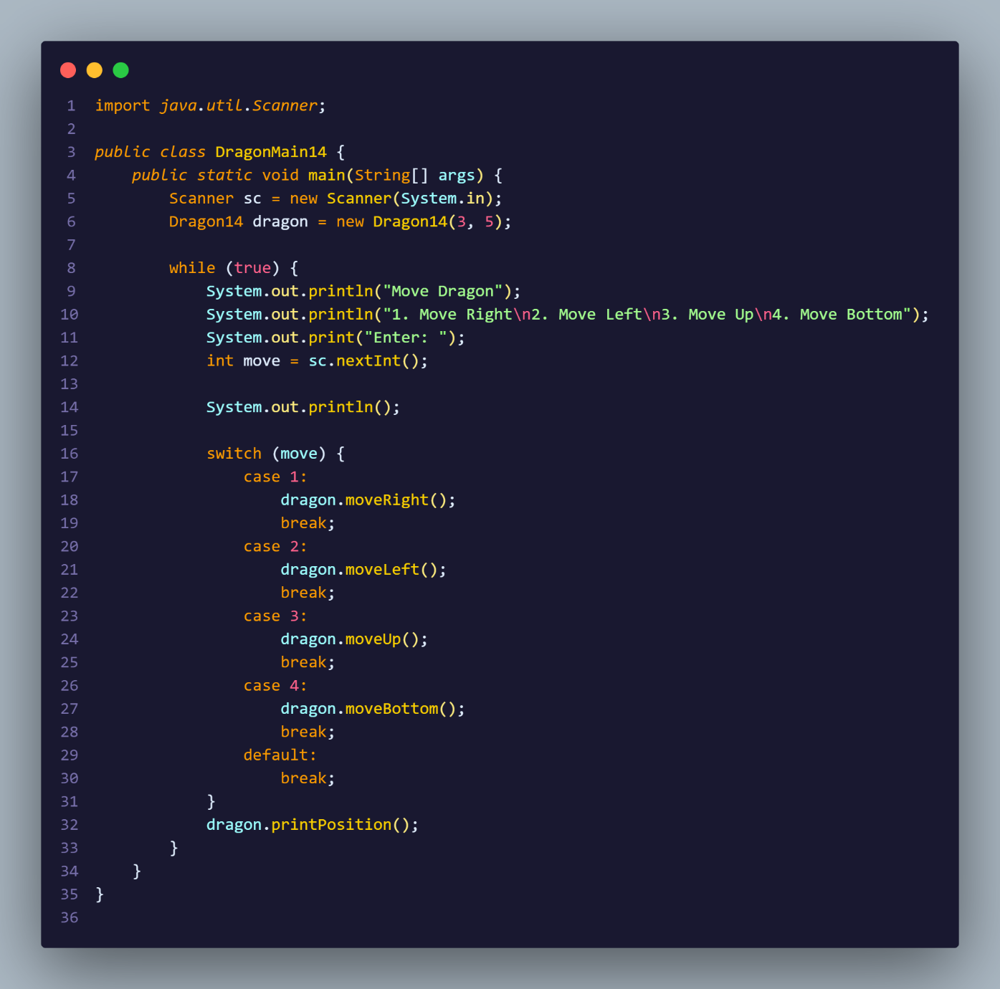 1 import java.util.Scanner;
2
3 public class DragonMain14 {
4     public static void main(String[] args) {
5         Scanner sc = new Scanner(System.in);
6         Dragon14 dragon = new Dragon14(3, 5);
7
8         while (true) {
9             System.out.println("Move Dragon");
10             System.out.println("1. Move Right\n2. Move Left\n3. Move Up\n4. Move Bottom");
11             System.out.print("Enter: ");
12             int move = sc.nextInt();
13
14             System.out.println();
15
16             switch (move) {
17                 case 1:
18                     dragon.moveRight();
19                     break;
20                 case 2:
21                     dragon.moveLeft();
22                     break;
23                 case 3:
24                     dragon.moveUp();
25                     break;
26                 case 4:
27                     dragon.moveBottom();
28                     break;
29                 default:
30                     break;
31             }
32             dragon.printPosition();
33         }
34     }
35 }
36